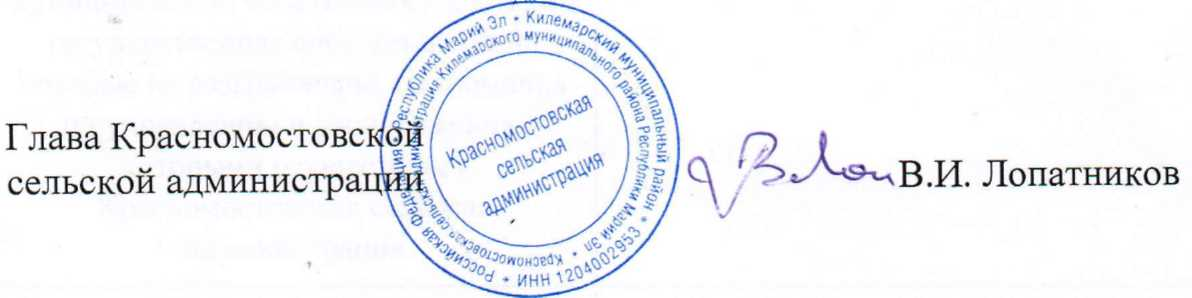 Глава Красномостовской
сельской администрации
Российская Федерация Республика Марий Эл * Килемарский муниципальный район * ИНН 1204002953 *
Красномостовская сельская администрация Килемарского муниципального района Республики Марий Эл *
Красномостовская
сельская
администрация
В.И. Лопатников